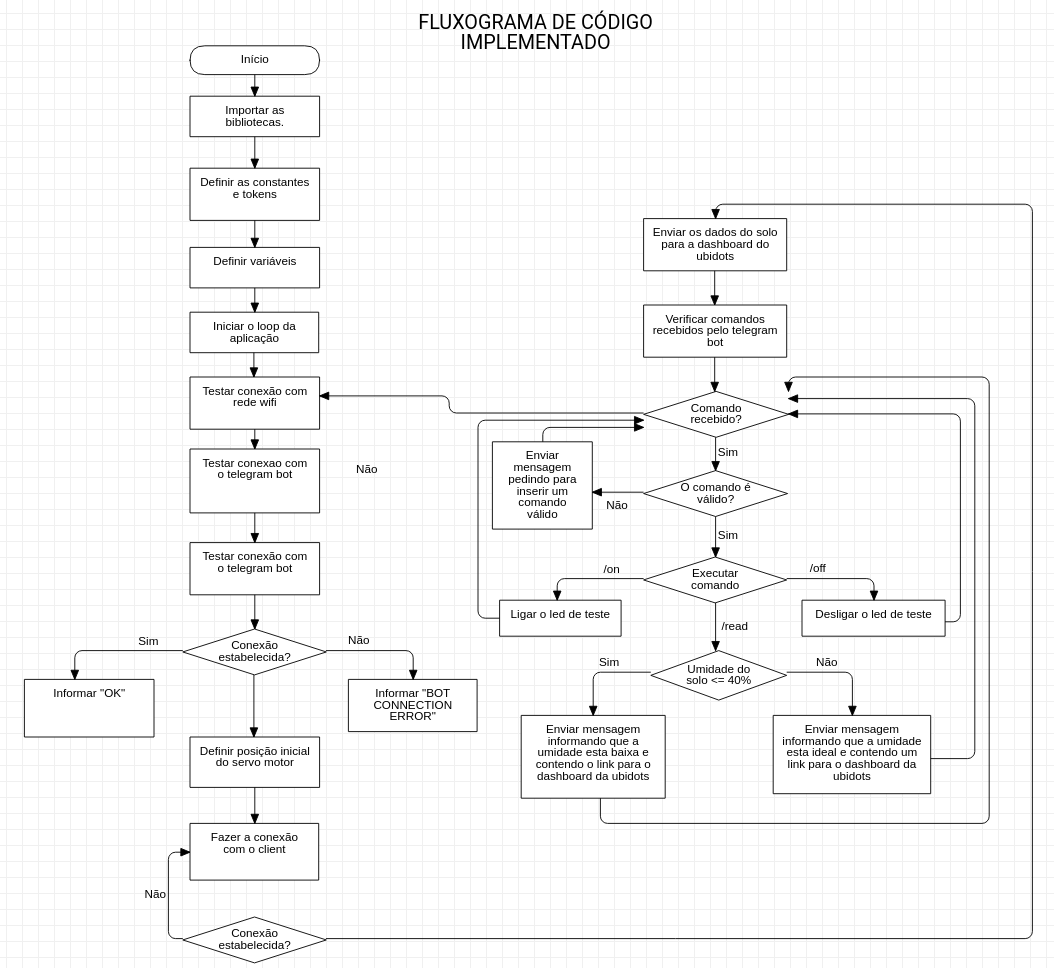 FLUXOGRAMA DE CÓDIGO
IMPLEMENTADO
Início
Importar as
bibliotecas.
Definir as constantes
e tokens
Definir variáveis
Iniciar o loop da
aplicação
Testar conexão com
rede wifi
Testar conexao com
o telegram bot
Não
Testar conexão com
o telegram bot
Conexão
estabelecida?
Sim
Não
Informar "OK"
Informar "BOT
CONNECTION
ERROR"
Definir posição inicial
do servo motor
Fazer a conexão
com o client
Não
Conexão
estabelecida?
Enviar os dados do solo
para a dashboard do
ubidots
Verificar comandos
recebidos pelo telegram
bot
Comando
recebido?
Sim
Enviar
mensagem
pedindo para
inserir um
comando
válido
O comando é
válido?
Não
Sim
Executar
comando
/on
/off
Ligar o led de teste
Desligar o led de teste
/read
Umidade do
solo <= 40%
Sim
Não
Enviar mensagem
informando que a
umidade esta baixa e
contendo o link para o
dashboard da ubidots
Enviar mensagem
informando que a umidade
esta ideal e contendo um
link para o dashboard da
ubidots